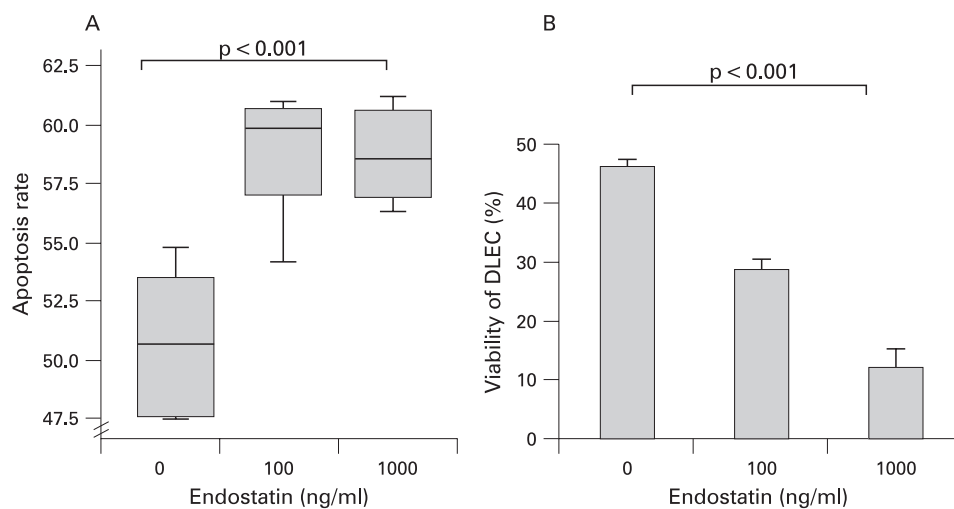 A
p < 0.001
62.5
60.0
57.5
55.0
52.5
50.0
47.5
Apoptosis rate
0 100 1000
Endostatin (ng/ml)
B
p < 0.001
50
40
30
20
10
0
Viability of DLEC (%)
0 100 1000
Endostatin (ng/ml)